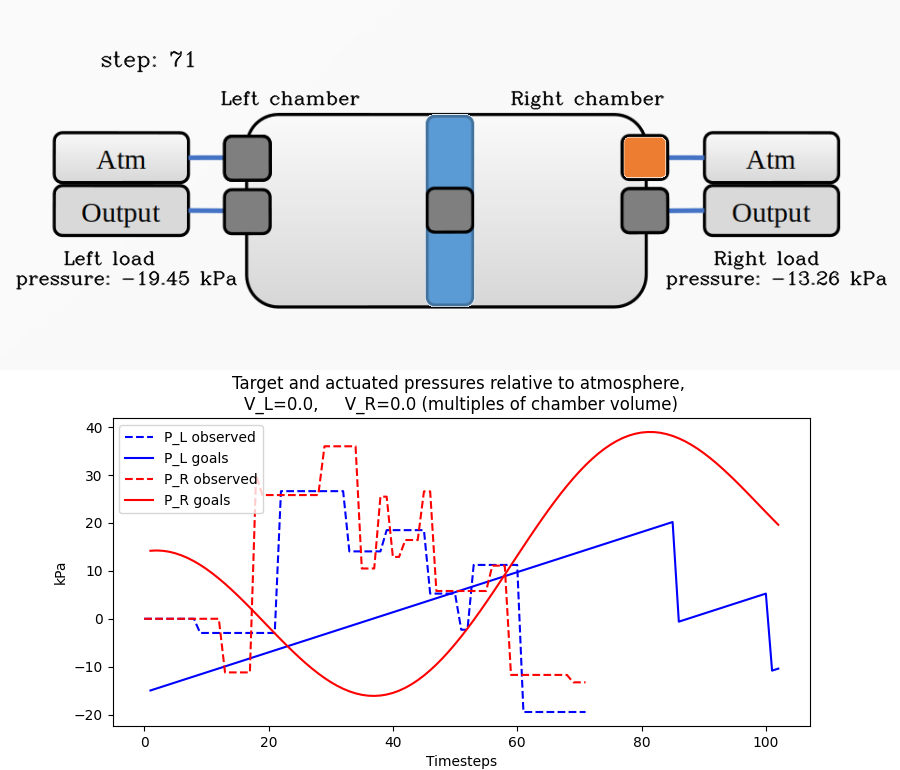 step: 71
Left chamber
Right chamber
Atm
Atm
Output
Output
Left load
pressure: −19.45 kPa
Right load
pressure: −13.26 kPa
Target and actuated pressures relative to atmosphere,
V_L=0.0, V_R=0.0 (multiples of chamber volume)
P_L observed
P_L goals
P_R observed
P_R goals
kPa
40
30
20
10
0
−10
−20
0 20 40 60 80 100
Timesteps